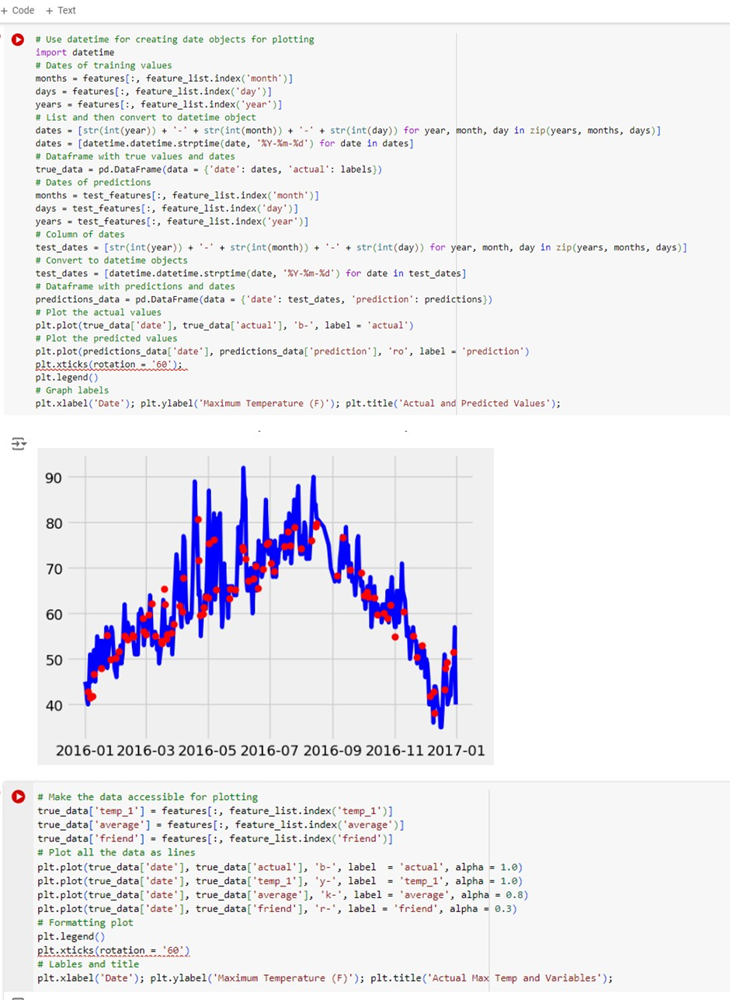 + Code + Text
# Use datetime for creating date objects for plotting
import datetime
# Dates of training values
months = features[:, feature_list.index('month')]
days = features[:, feature_list.index('day')]
years = features[:, feature_list.index('year')]
# List and then convert to datetime object
dates = [str(int(year)) + '-' + str(int(month)) + '-' + str(int(day)) for year, month, day in zip(years, months, days)]
dates = [datetime.datetime.strptime(date, '%Y-%m-%d') for date in dates]
# Dataframe with true values and dates
true_data = pd.DataFrame(data = {'date': dates, 'actual': labels})
# Dates of predictions
months = test_features[:, feature_list.index('month')]
days = test_features[:, feature_list.index('day')]
years = test_features[:, feature_list.index('year')]
# Column of dates
test_dates = [str(int(year)) + '-' + str(int(month)) + '-' + str(int(day)) for year, month, day in zip(years, months, days)]
# Convert to datetime objects
test_dates = [datetime.datetime.strptime(date, '%Y-%m-%d') for date in test_dates]
# Dataframe with predictions and dates
predictions_data = pd.DataFrame(data = {'date': test_dates, 'prediction': predictions})
# Plot the actual values
plt.plot(true_data['date'], true_data['actual'], 'b-', label = 'actual')
# Plot the predicted values
plt.plot(predictions_data['date'], predictions_data['prediction'], 'ro', label = 'prediction')
plt.xticks(rotation = '60');
plt.legend()
# Graph labels
plt.xlabel('Date'); plt.ylabel('Maximum Temperature (F)'); plt.title('Actual and Predicted Values');
90
80
70
60
50
40
2016-01 2016-03 2016-05 2016-07 2016-09 2016-11 2017-01
# Make the data accessible for plotting
true_data['temp_1'] = features[:, feature_list.index('temp_1')]
true_data['average'] = features[:, feature_list.index('average')]
true_data['friend'] = features[:, feature_list.index('friend')]
# Plot all the data as lines
plt.plot(true_data['date'], true_data['actual'], 'b-', label  = 'actual', alpha = 1.0)
plt.plot(true_data['date'], true_data['temp_1'], 'y-', label  = 'temp_1', alpha = 1.0)
plt.plot(true_data['date'], true_data['average'], 'k-', label = 'average', alpha = 0.8)
plt.plot(true_data['date'], true_data['friend'], 'r-', label = 'friend', alpha = 0.3)
# Formatting plot
plt.legend()
plt.xticks(rotation = '60')
# Lables and title
plt.xlabel('Date'); plt.ylabel('Maximum Temperature (F)'); plt.title('Actual Max Temp and Variables');